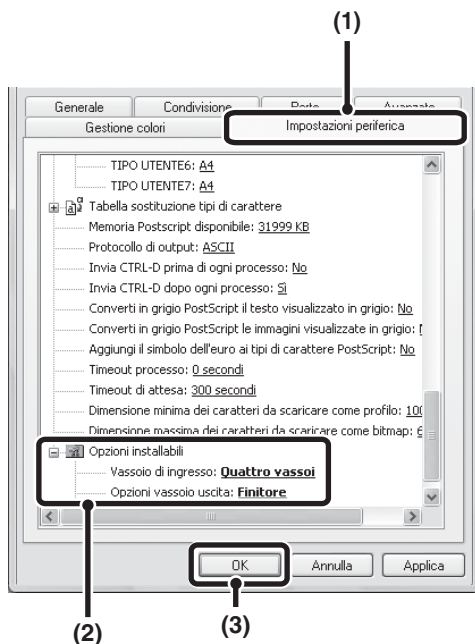 (1)
Generale Condivisione Porte Avanzate
Gestione colori Impostazioni periferica
TIPO UTENTE6: A4
TIPO UTENTE7: A4
Tabella sostituzione tipi di carattere
Memoria Postscript disponibile: 31999 KB
Protocollo di output: ASCII
Invia CTRL-D prima di ogni processo: No
Invia CTRL-D dopo ogni processo: Sì
Converti in grigio PostScript il testo visualizzato in grigio: No
Converti in grigio PostScript le immagini visualizzate in grigio:
Aggiungi il simbolo dell'euro ai tipi di carattere PostScript: No
Timeout processo: 0 secondi
Timeout di attesa: 300 secondi
Dimensione minima dei caratteri da scaricare come profilo: 100
Dimensione massima dei caratteri da scaricare come bitmap:
Opzioni installabili
Vassoio di ingresso: Quattro vassoi
Opzioni vassoio uscita: Finitore
OK Annulla Applica
(2) (3)